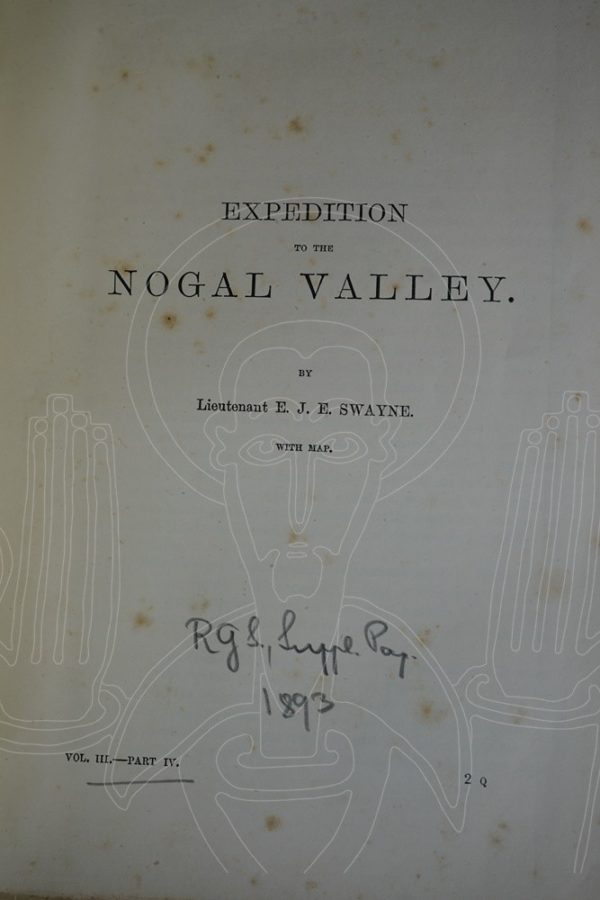 EXPEDITION
TO THE
NOGAL VALLEY.
BY
Lieutenant E. J. E. SWAYNE.
WITH MAP.
R.G.S., Suppl. Pap.
1893
VOL. III.—PART IV.
2 Q